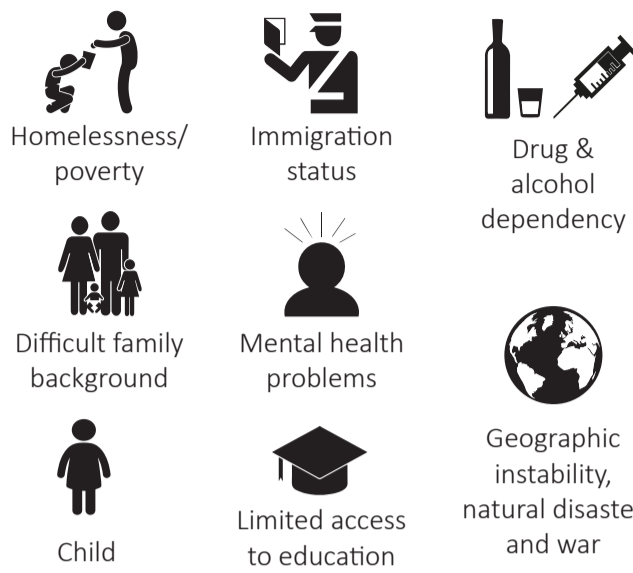 Homelessness/
poverty
Immigration
status
Drug &
alcohol
dependency
Difficult family
background
Mental health
problems
Geographic
instability,
natural disaste
and war
Child
Limited access
to education